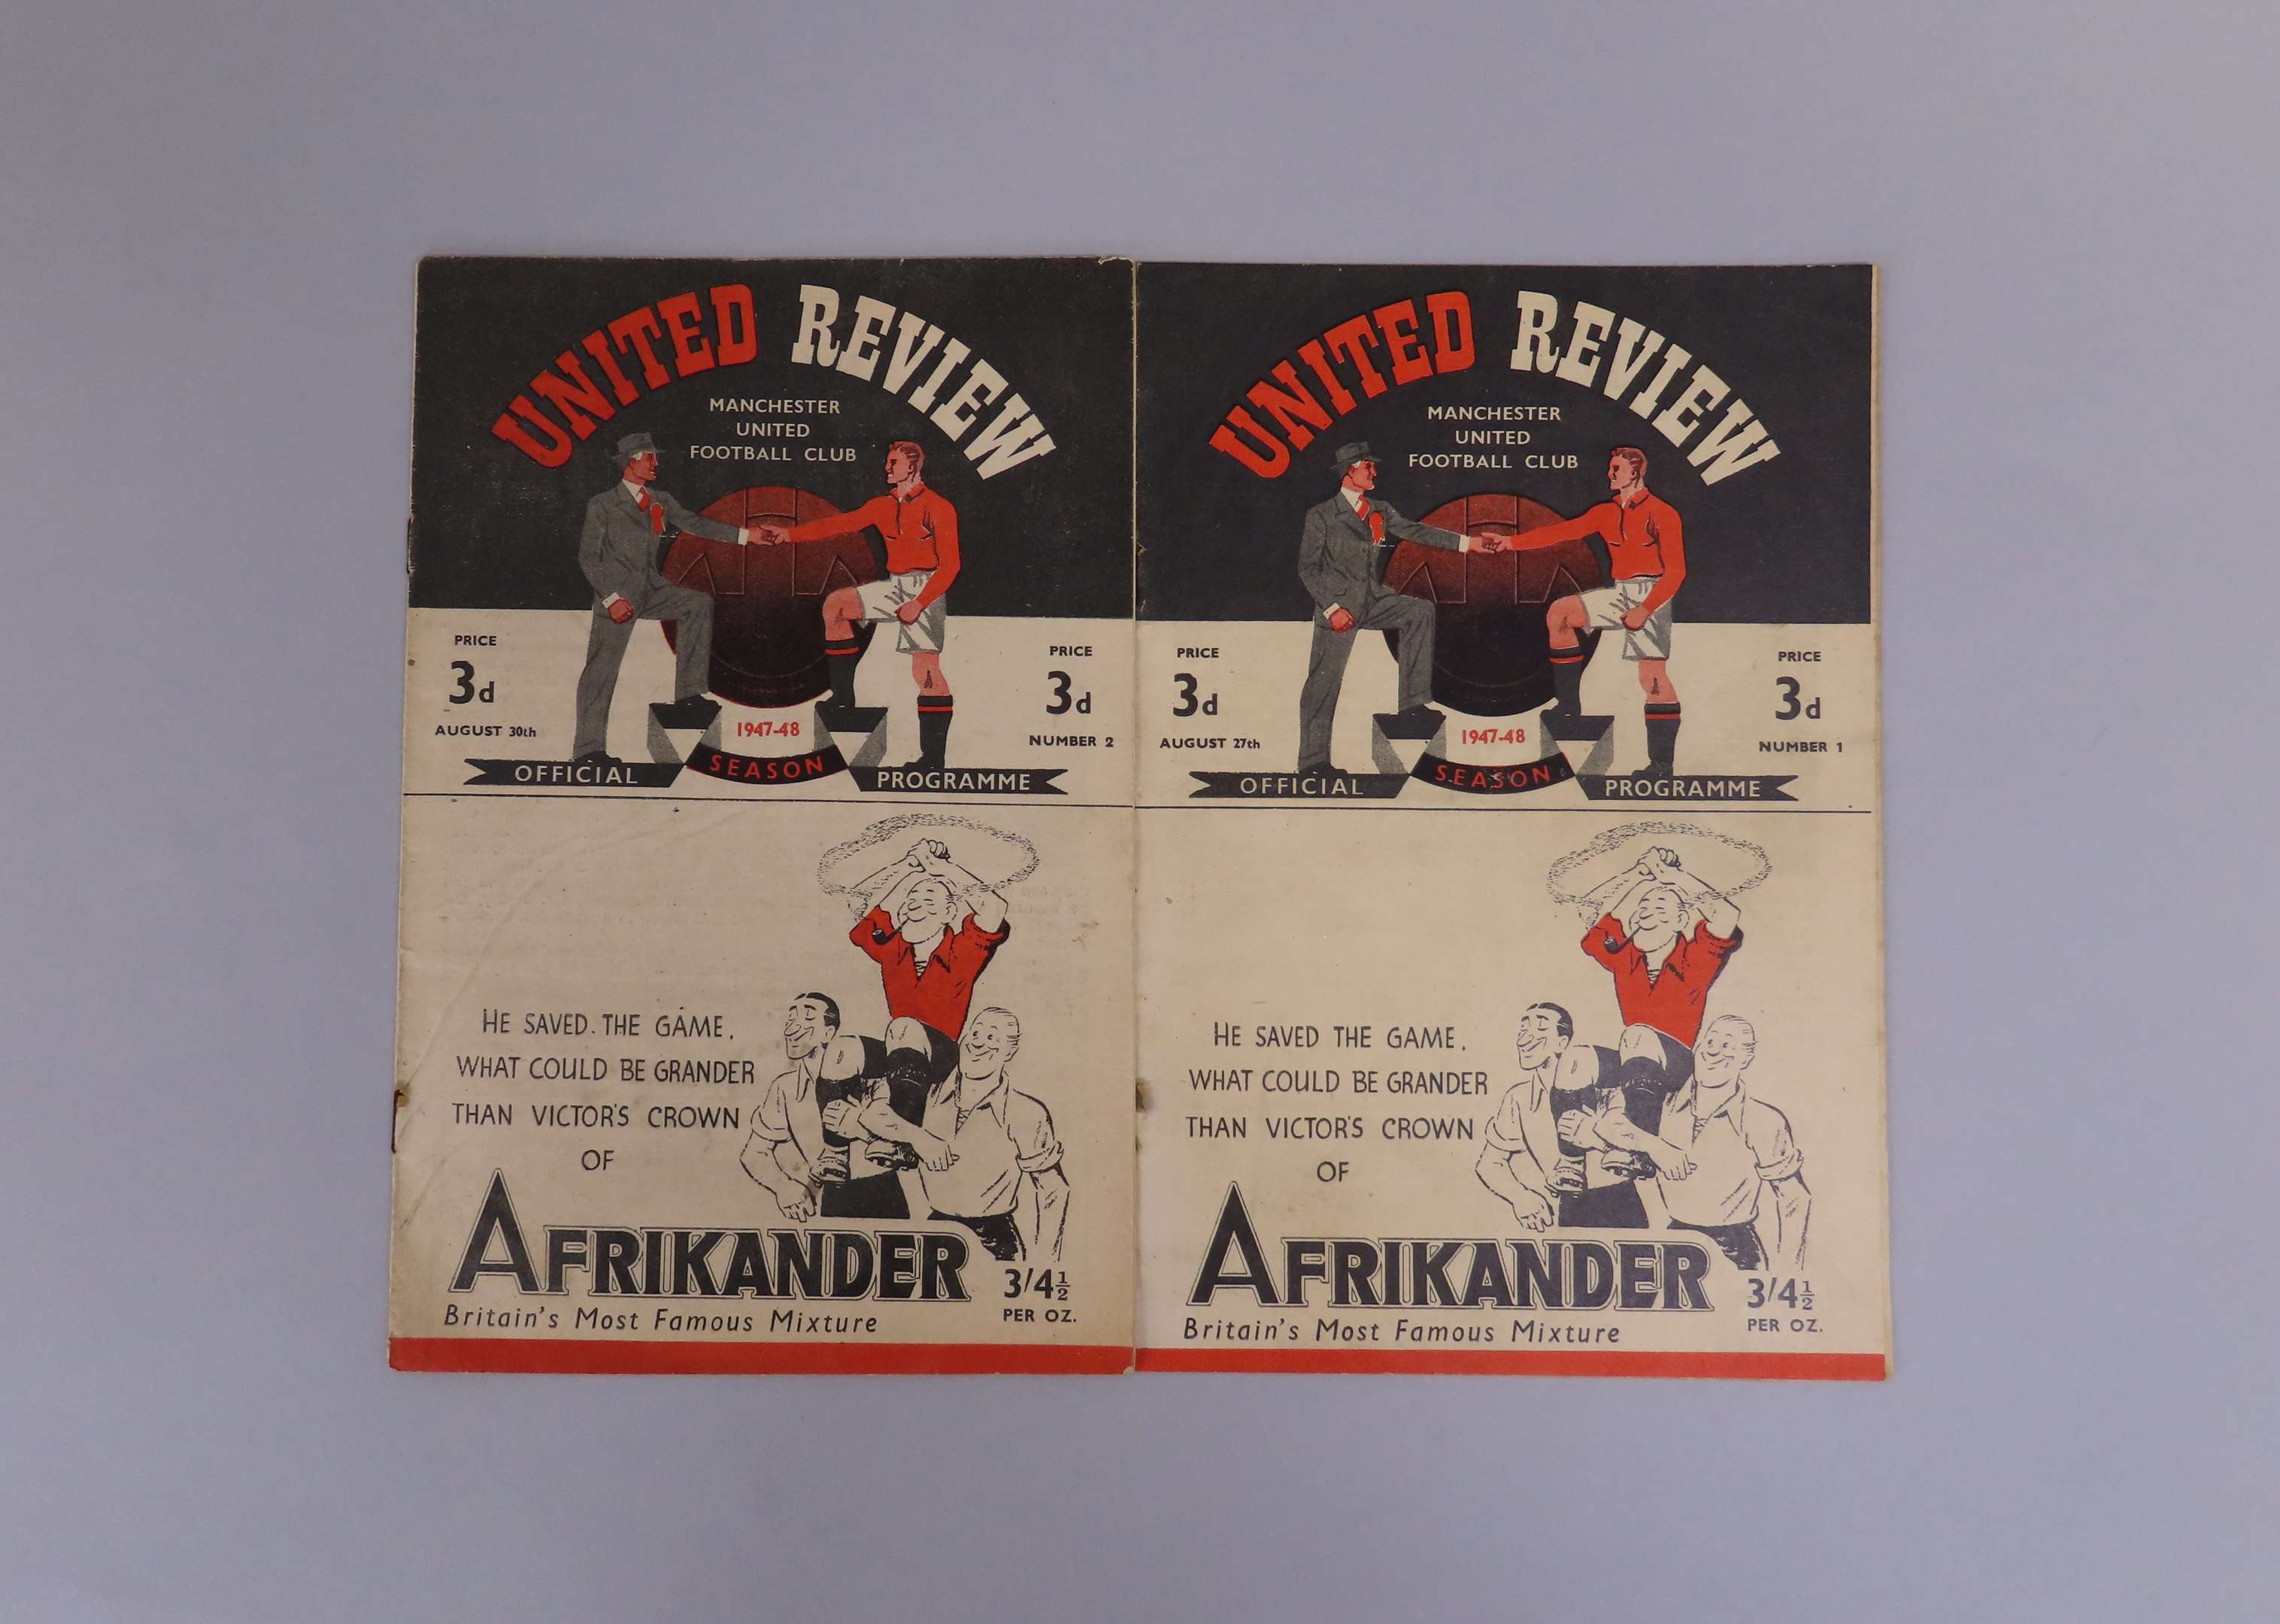 UNITED REVIEW
MANCHESTER
UNITED
FOOTBALL CLUB
PRICE
3d
AUGUST 30th
PRICE
3d
NUMBER 2
1947-48
OFFICIAL SEASON PROGRAMME
HE SAVED. THE GAME.
WHAT COULD BE GRANDER
THAN VICTOR'S CROWN
OF
AFRIKANDER
3/4½
PER OZ.
Britain's Most Famous Mixture
UNITED REVIEW
MANCHESTER
UNITED
FOOTBALL CLUB
PRICE
3d
AUGUST 27th
PRICE
3d
NUMBER 1
1947-48
OFFICIAL SEASON PROGRAMME
HE SAVED THE GAME.
WHAT COULD BE GRANDER
THAN VICTOR'S CROWN
OF
AFRIKANDER
3/4½
PER OZ.
Britain's Most Famous Mixture